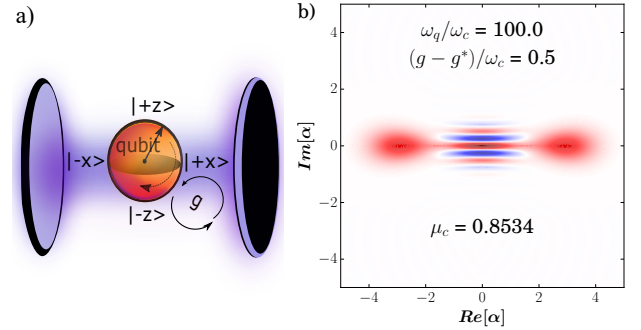 a)
|+z>
qubit
|-x>
|+x>
|-z>
g
b)
ω_q/ω_c = 100.0
(g − g*)/ω_c = 0.5
μ_c = 0.8534
Im[α]
4
2
0
−2
−4
−4 −2 0 2 4
Re[α]